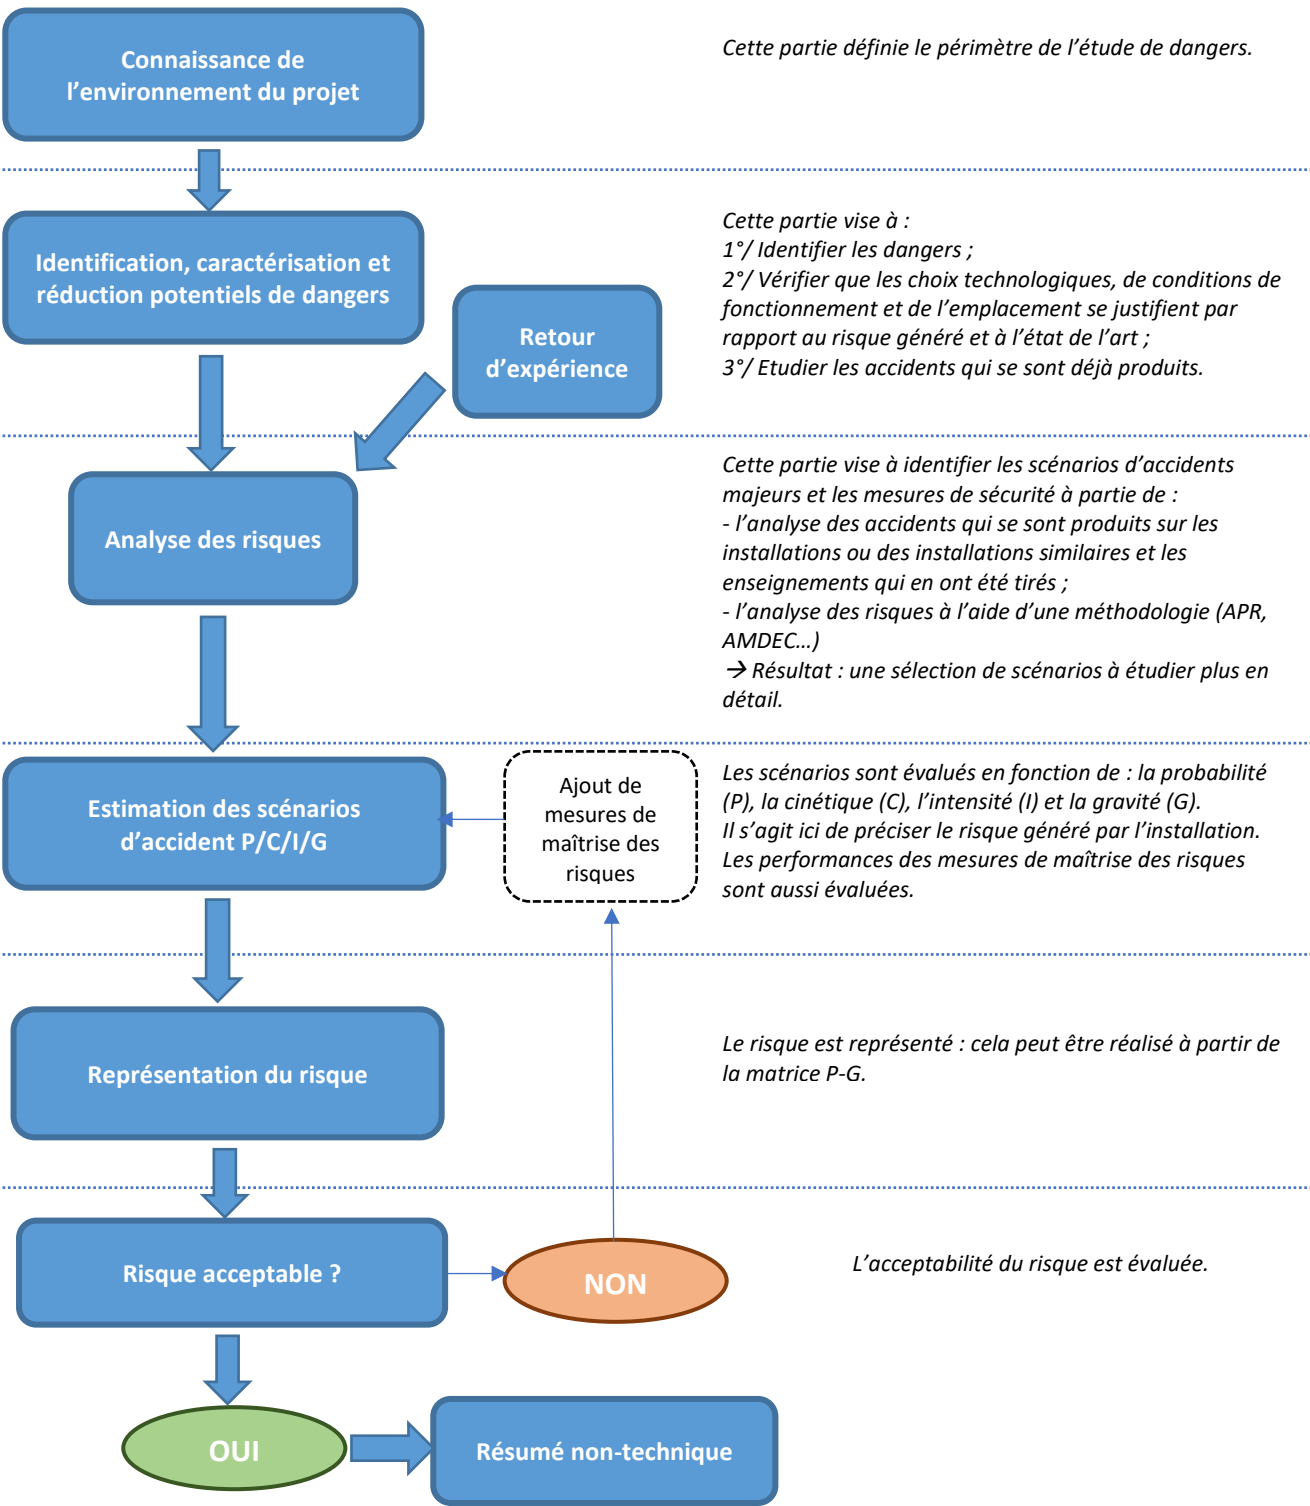 Connaissance de
l’environnement du projet
Cette partie définie le périmètre de l’étude de dangers.
Identification, caractérisation et
réduction potentiels de dangers
Retour
d’expérience
Cette partie vise à :
1°/ Identifier les dangers ;
2°/ Vérifier que les choix technologiques, de conditions de
fonctionnement et de l’emplacement se justifient par
rapport au risque généré et à l’état de l’art ;
3°/ Etudier les accidents qui se sont déjà produits.
Analyse des risques
Cette partie vise à identifier les scénarios d’accidents
majeurs et les mesures de sécurité à partie de :
- l’analyse des accidents qui se sont produits sur les
installations ou des installations similaires et les
enseignements qui en ont été tirés ;
- l’analyse des risques à l’aide d’une méthodologie (APR,
AMDEC…)
→ Résultat : une sélection de scénarios à étudier plus en
détail.
Estimation des scénarios
d’accident P/C/I/G
Ajout de
mesures de
maîtrise des
risques
Les scénarios sont évalués en fonction de : la probabilité
(P), la cinétique (C), l’intensité (I) et la gravité (G).
Il s’agit ici de préciser le risque généré par l’installation.
Les performances des mesures de maîtrise des risques
sont aussi évaluées.
Représentation du risque
Le risque est représenté : cela peut être réalisé à partir de
la matrice P-G.
Risque acceptable ?
NON
L’acceptabilité du risque est évaluée.
OUI
Résumé non-technique